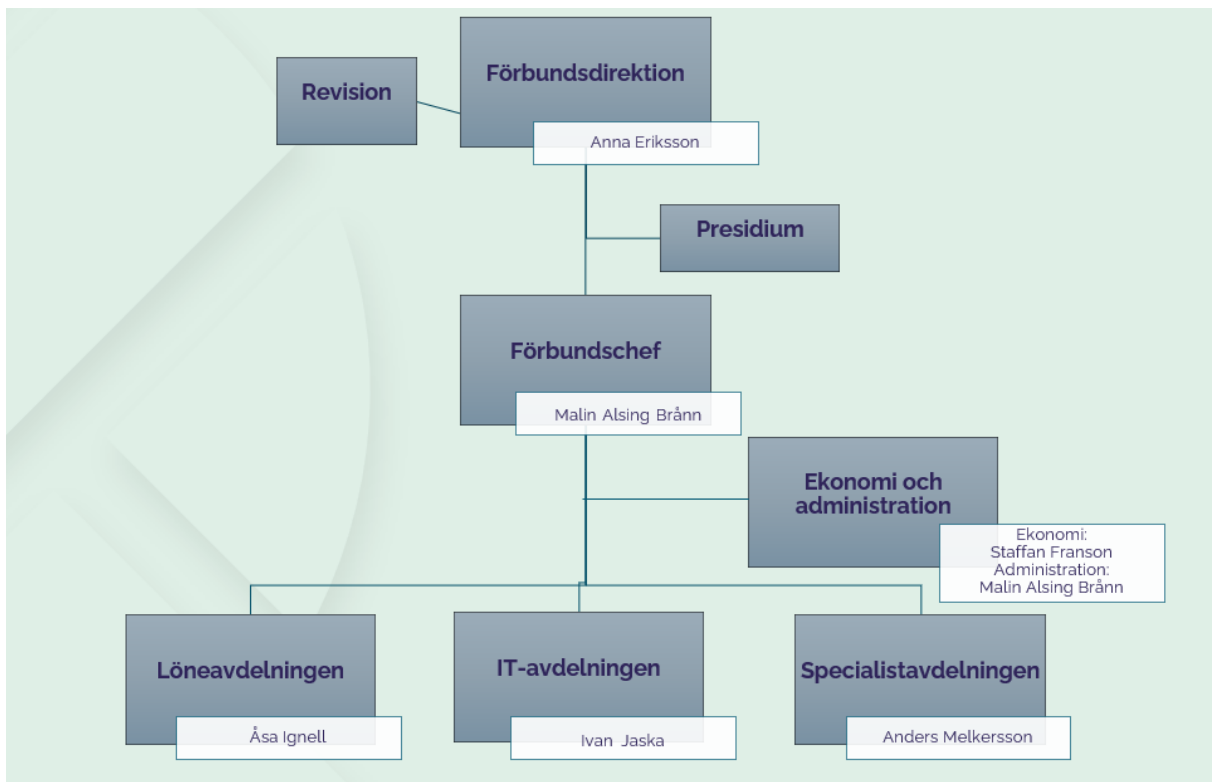 Förbundsdirektion
Revision
Anna Eriksson
Presidium
Förbundschef
Malin Alsing Brånn
Ekonomi och
administration
Ekonomi:
Staffan Franson
Administration:
Malin Alsing Brånn
Löneavdelningen
IT-avdelningen
Specialistavdelningen
Åsa Ignell
Ivan Jaska
Anders Melkersson